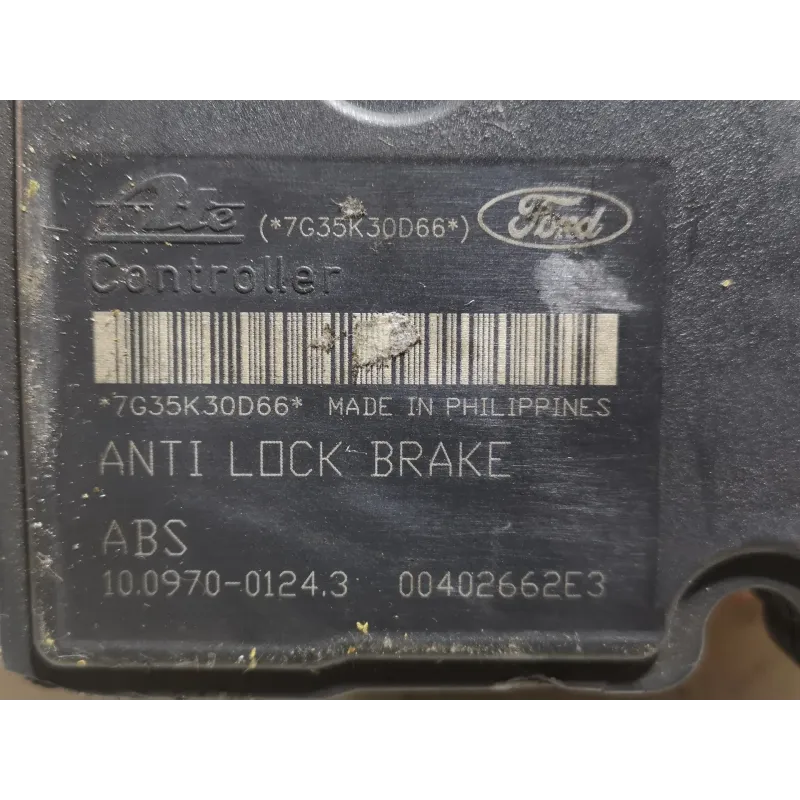 Ate (*7G35K30D66*) Ford
Controller
*7G35K30D66* MADE IN PHILIPPINES
ANTI LOCK BRAKE
ABS
10.0970-0124.3 00402662E3